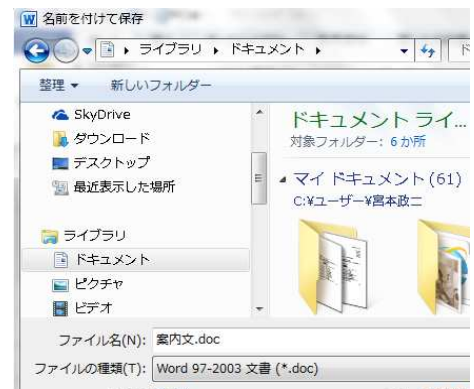 名前を付けて保存
ライブラリ ▸ ドキュメント ▸
整理 新しいフォルダー
SkyDrive
ダウンロード
デスクトップ
最近表示した場所
ライブラリ
ドキュメント
ピクチャ
ビデオ
ドキュメント ライ...
対象フォルダー: 6 か所
マイ ドキュメント (61)
C:¥ユーザー¥宮本政二
ファイル名(N): 案内文.doc
ファイルの種類(T): Word 97-2003 文書 (*.doc)